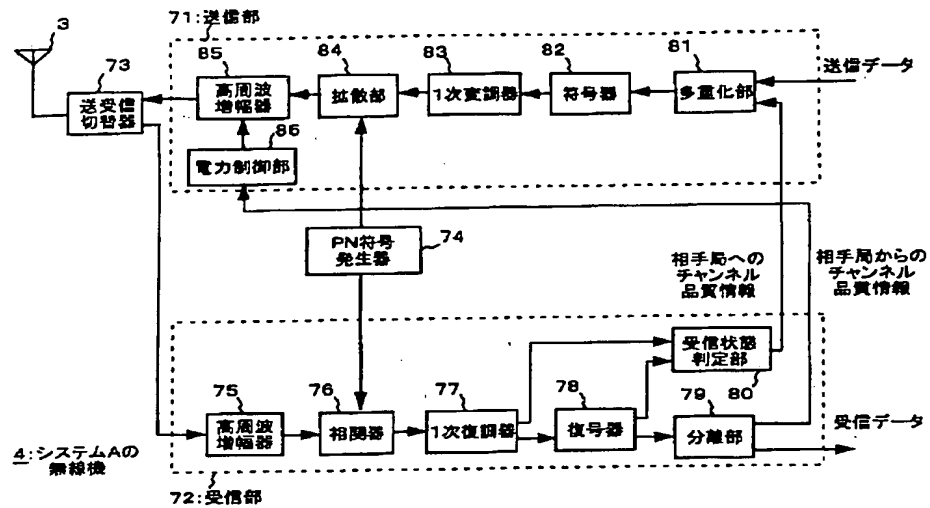 71:送信部
3
73
送受信
切替器
85
高周波
増幅器
84
拡散部
83
1次変調器
82
符号器
81
多重化部
送信データ
86
電力制御部
PN符号
発生器
74
相手局への
チャンネル
品質情報
相手局からの
チャンネル
品質情報
受信状態
判定部
80
75
高周波
増幅器
76
相関器
77
1次復調器
78
復号器
79
分離部
受信データ
4:システムAの
無線機
72:受信部